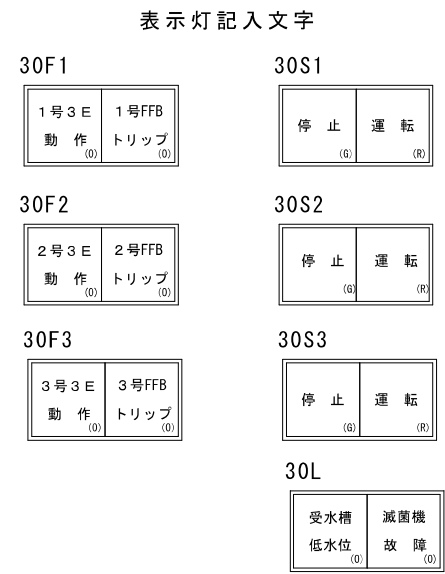 表示灯記入文字
30F1
1号3E 1号FFB
動 作 トリップ
(O) (O)
30S1
停 止 運 転
(G) (R)
30F2
2号3E 2号FFB
動 作 トリップ
(O) (O)
30S2
停 止 運 転
(G) (R)
30F3
3号3E 3号FFB
動 作 トリップ
(O) (O)
30S3
停 止 運 転
(G) (R)
30L
受水槽 滅菌機
低水位 故 障
(O) (O)